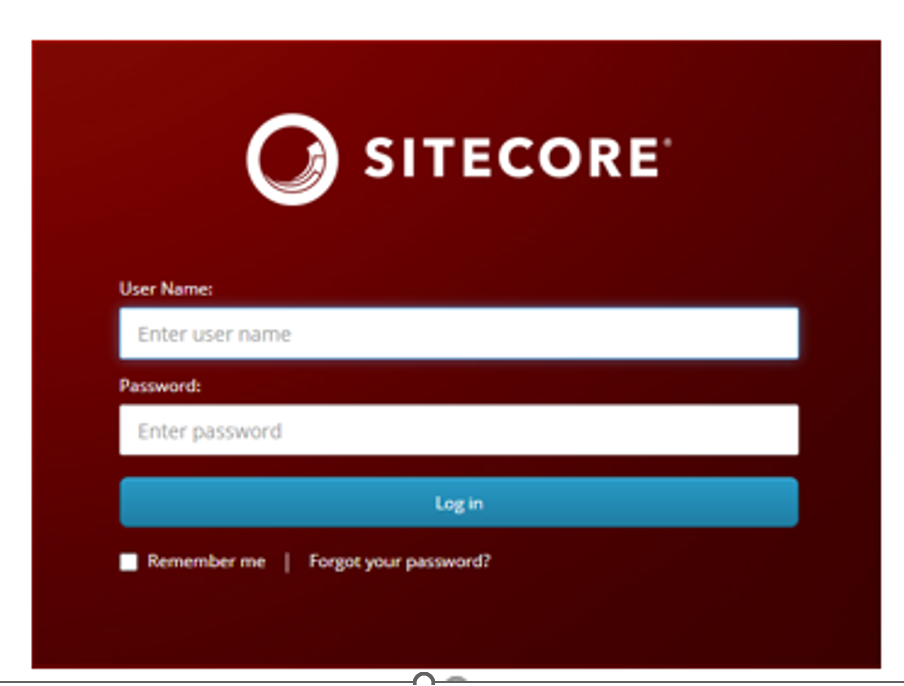 SITECORE®
User Name:
Enter user name
Password:
Enter password
Log in
Remember me | Forgot your password?